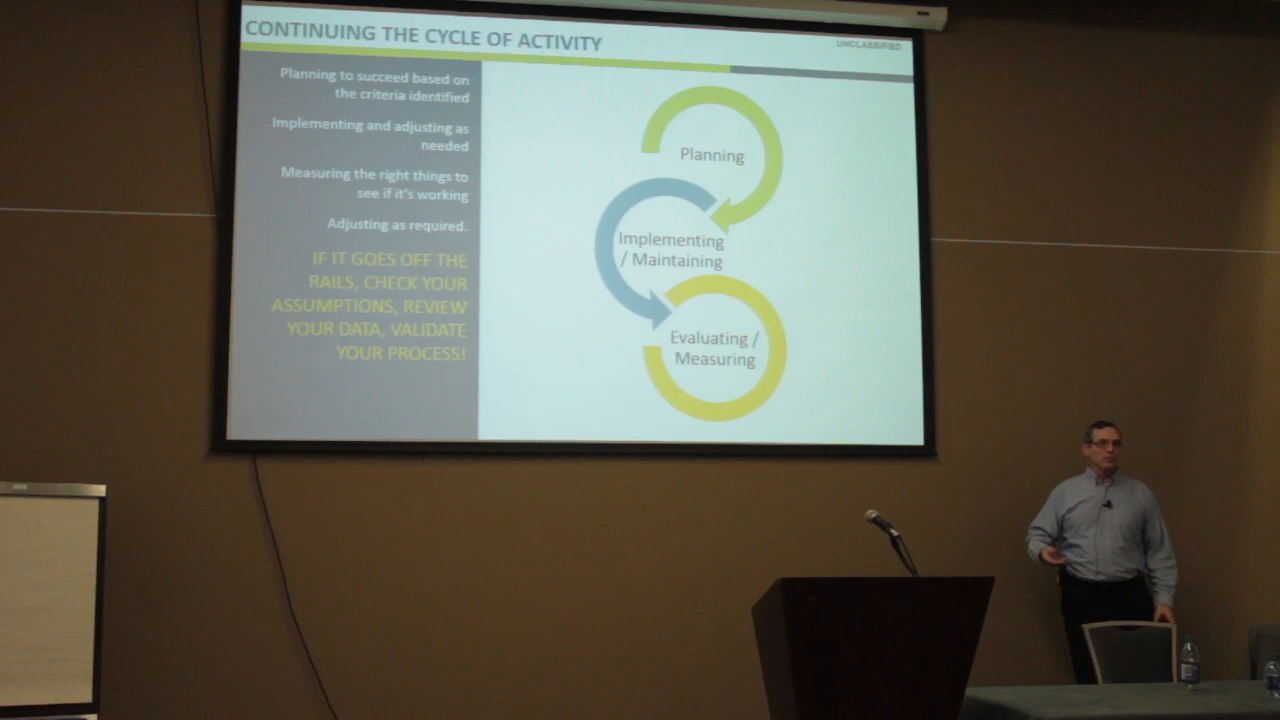 CONTINUING THE CYCLE OF ACTIVITY
UNCLASSIFIED
Planning to succeed based on
the criteria identified
Implementing and adjusting as
needed
Measuring the right things to
see if it's working
Adjusting as required.
IF IT GOES OFF THE
RAILS, CHECK YOUR
ASSUMPTIONS, REVIEW
YOUR DATA, VALIDATE
YOUR PROCESS!
Planning
Implementing
/ Maintaining
Evaluating /
Measuring